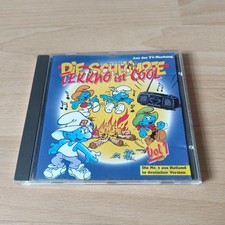 Aus der TV-Werbung
DIE SCHLÜMPFE
TEKKNO ist COOL
Vol.1
Die Nr. 1 aus Holland
in deutscher Version